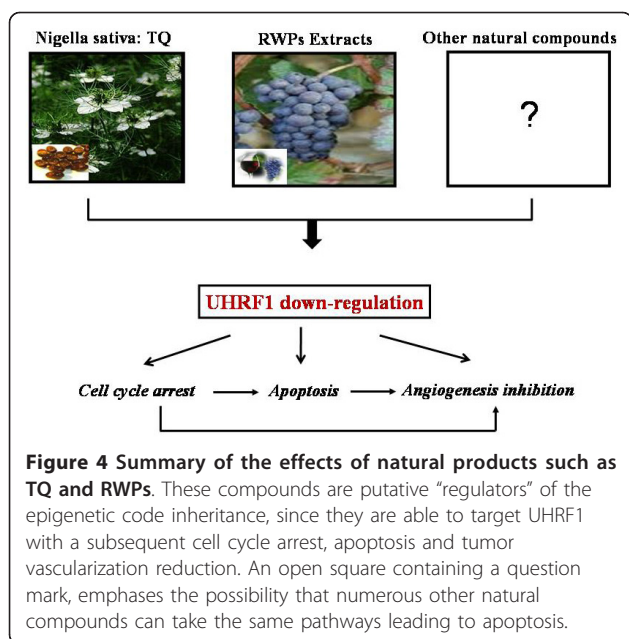 Nigella sativa: TQ
RWPs Extracts
Other natural compounds
?
UHRF1 down-regulation
Cell cycle arrest
Apoptosis
Angiogenesis inhibition
Figure 4 Summary of the effects of natural products such as
TQ and RWPs. These compounds are putative "regulators" of the
epigenetic code inheritance, since they are able to target UHRF1
with a subsequent cell cycle arrest, apoptosis and tumor
vascularization reduction. An open square containing a question
mark, emphases the possibility that numerous other natural
compounds can take the same pathways leading to apoptosis.